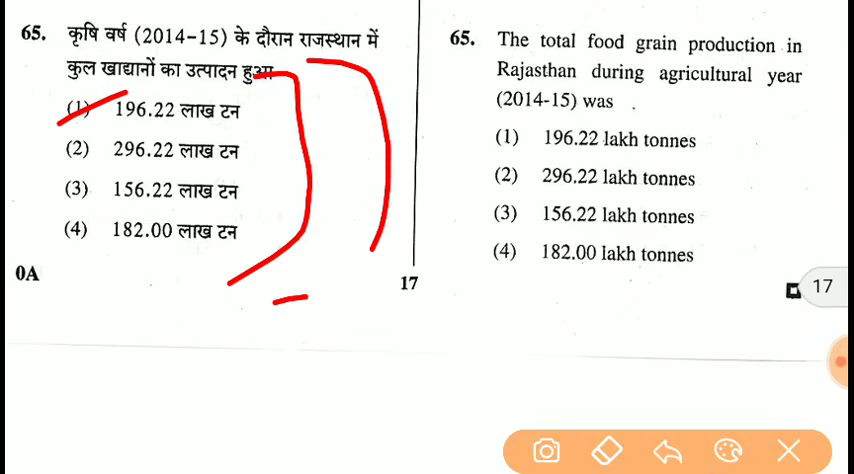 65. कृषि वर्ष (2014-15) के दौरान राजस्थान में
कुल खाद्यानों का उत्पादन हुआ
(1) 196.22 लाख टन
(2) 296.22 लाख टन
(3) 156.22 लाख टन
(4) 182.00 लाख टन
0A
17
65. The total food grain production in
Rajasthan during agricultural year
(2014-15) was .
(1) 196.22 lakh tonnes
(2) 296.22 lakh tonnes
(3) 156.22 lakh tonnes
(4) 182.00 lakh tonnes
17